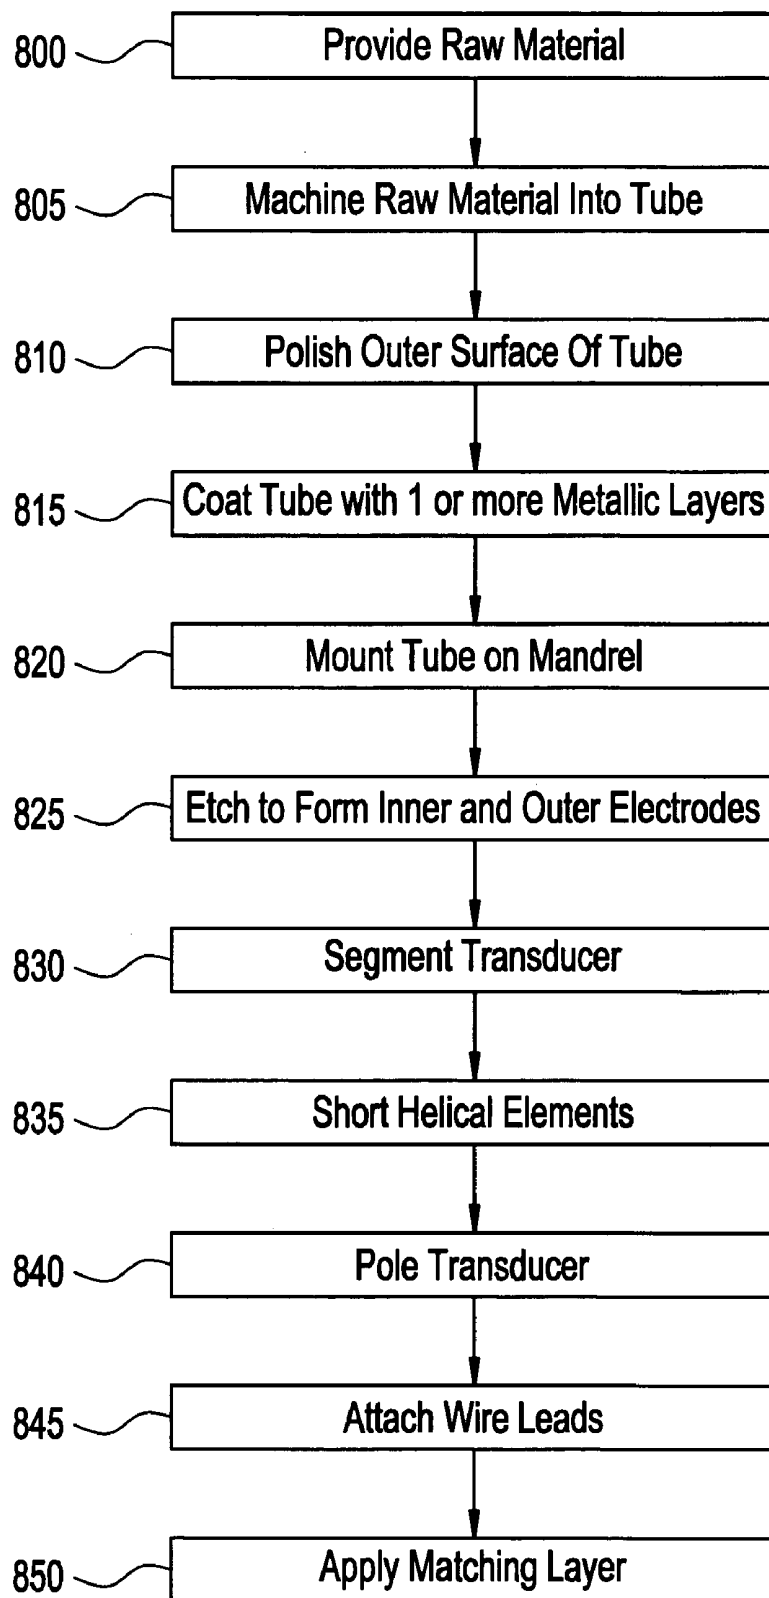 800 Provide Raw Material
805 Machine Raw Material Into Tube
810 Polish Outer Surface Of Tube
815 Coat Tube with 1 or more Metallic Layers
820 Mount Tube on Mandrel
825 Etch to Form Inner and Outer Electrodes
830 Segment Transducer
835 Short Helical Elements
840 Pole Transducer
845 Attach Wire Leads
850 Apply Matching Layer